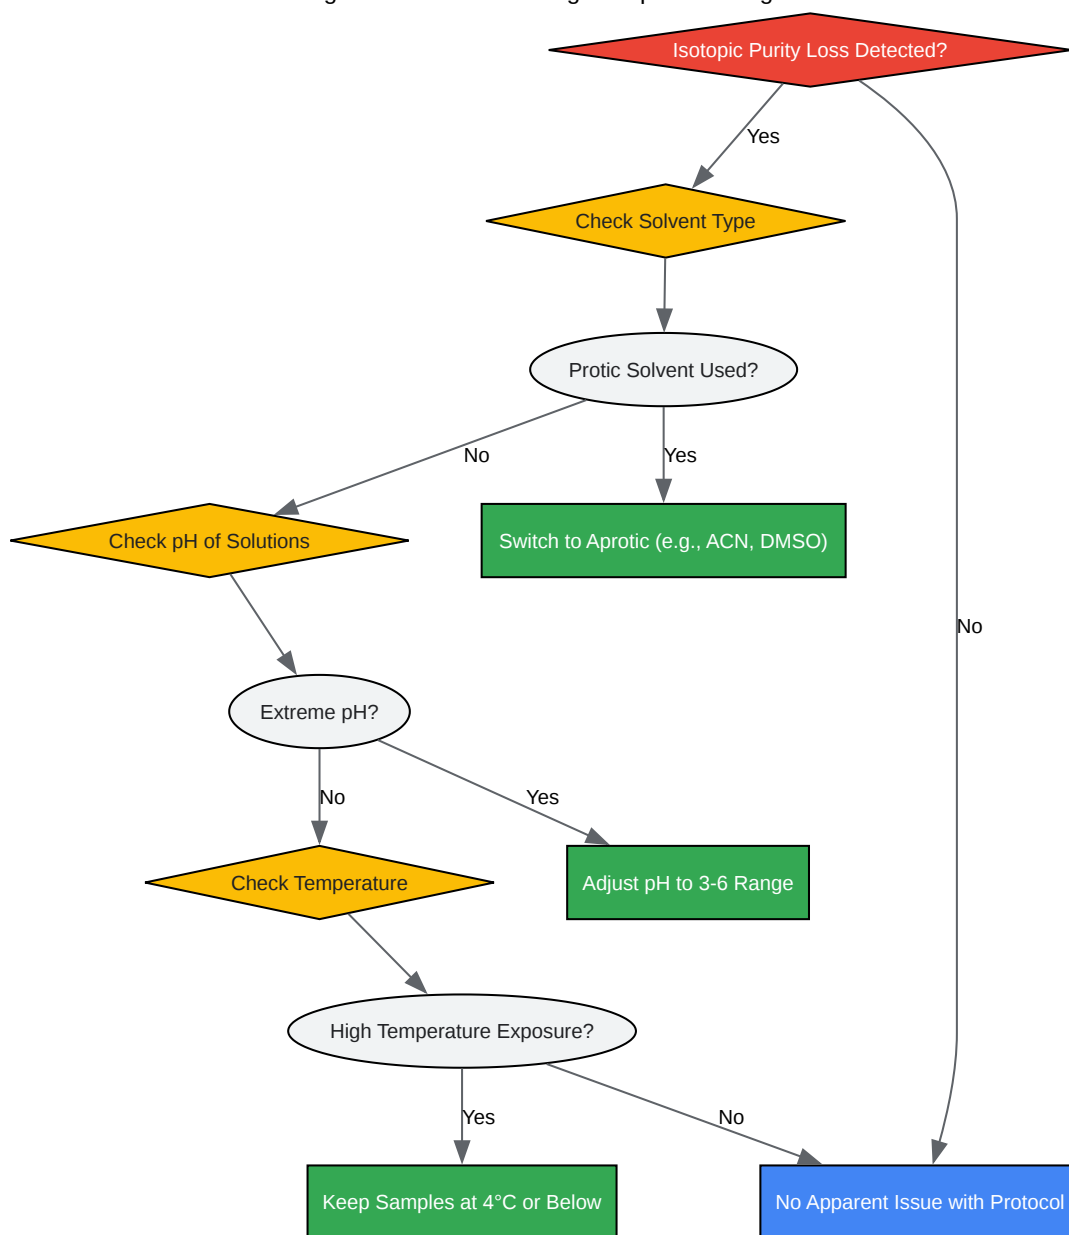 Isotopic Purity Loss Detected?
Yes
Check Solvent Type
Protic Solvent Used?
No
Yes
Check pH of Solutions
Switch to Aprotic (e.g., ACN, DMSO)
No
Extreme pH?
No
Yes
Check Temperature
Adjust pH to 3-6 Range
High Temperature Exposure?
Yes
No
Keep Samples at 4°C or Below
No Apparent Issue with Protocol